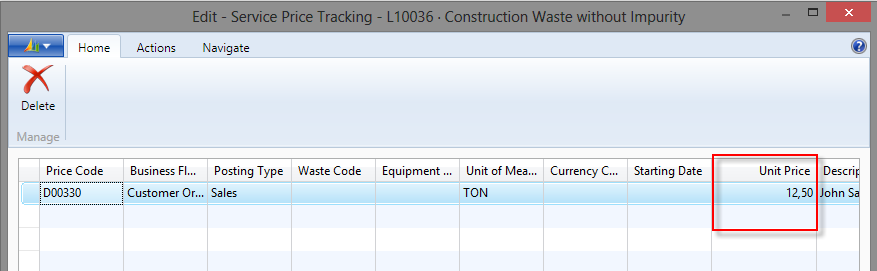 Edit - Service Price Tracking - L10036 · Construction Waste without Impurity
Home Actions Navigate
Delete
Manage
Price Code Business Fl... Posting Type Waste Code Equipment ... Unit of Mea... Currency C... Starting Date Unit Price Descrip
D00330 Customer Or... Sales TON 12,50 John Sa